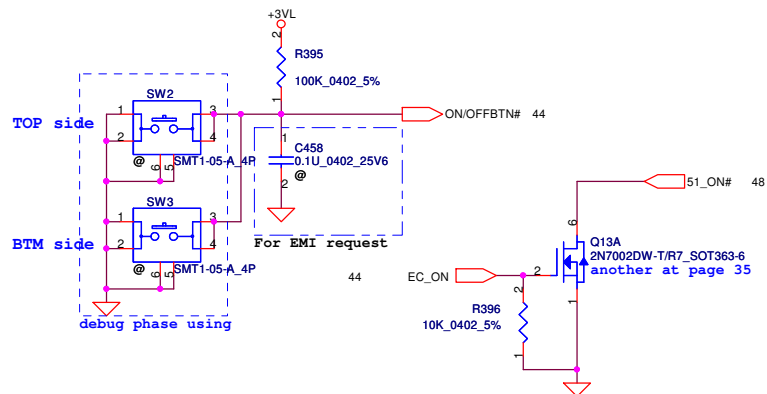 +3VL
2
R395
100K_0402_5%
1
SW2
1
3
TOP side
2
4
@
6
5
SMT1-05-A_4P
ON/OFFBTN# 44
1
C458
0.1U_0402_25V6
@
2
For EMI request
SW3
1
3
BTM side
2
4
@
6
5
SMT1-05-A_4P
debug phase using
51_ON# 48
6
Q13A
2N7002DW-T/R7_SOT363-6
another at page 35
44 EC_ON
2
1
2
R396
10K_0402_5%
1